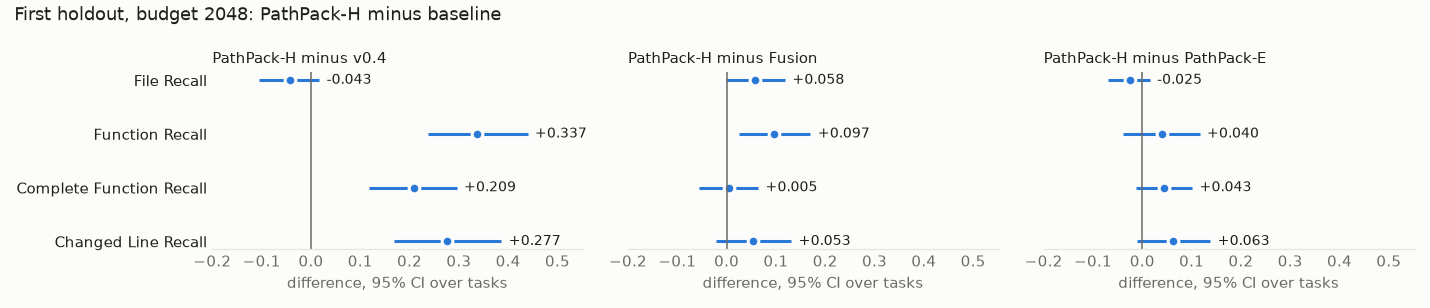 First holdout, budget 2048: PathPack-H minus baseline
PathPack-H minus v0.4
PathPack-H minus Fusion
PathPack-H minus PathPack-E
File Recall
-0.043
+0.058
-0.025
Function Recall
+0.337
+0.097
+0.040
Complete Function Recall
+0.209
+0.005
+0.043
Changed Line Recall
+0.277
+0.053
+0.063
−0.2 −0.1 0.0 0.1 0.2 0.3 0.4 0.5
−0.2 −0.1 0.0 0.1 0.2 0.3 0.4 0.5
−0.2 −0.1 0.0 0.1 0.2 0.3 0.4 0.5
difference, 95% CI over tasks
difference, 95% CI over tasks
difference, 95% CI over tasks